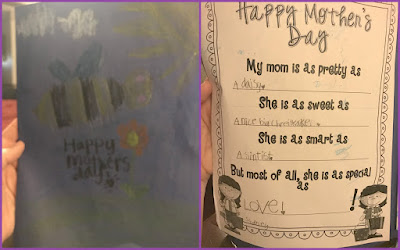 Happy
mothers
day!
Happy Mother's
Day
My mom is as pretty as
A daisy.
She is as sweet as
A
She is as smart as
A
But most of all, she is as special
as
Love!
!